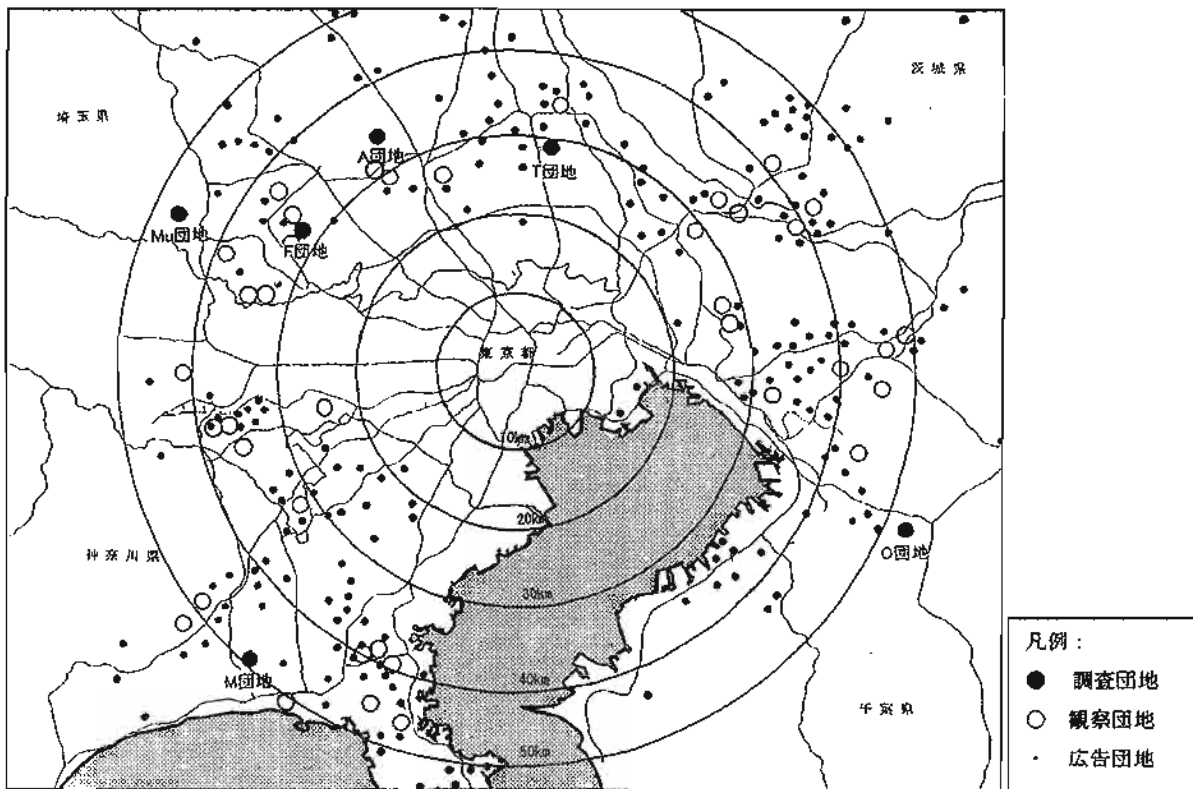 茨城県
埼玉県
A団地
T団地
Mu団地
F団地
東京都
10km
20km
神奈川県
O団地
30km
M団地
40km
千葉県
50km
凡例：
調査団地
観察団地
広告団地